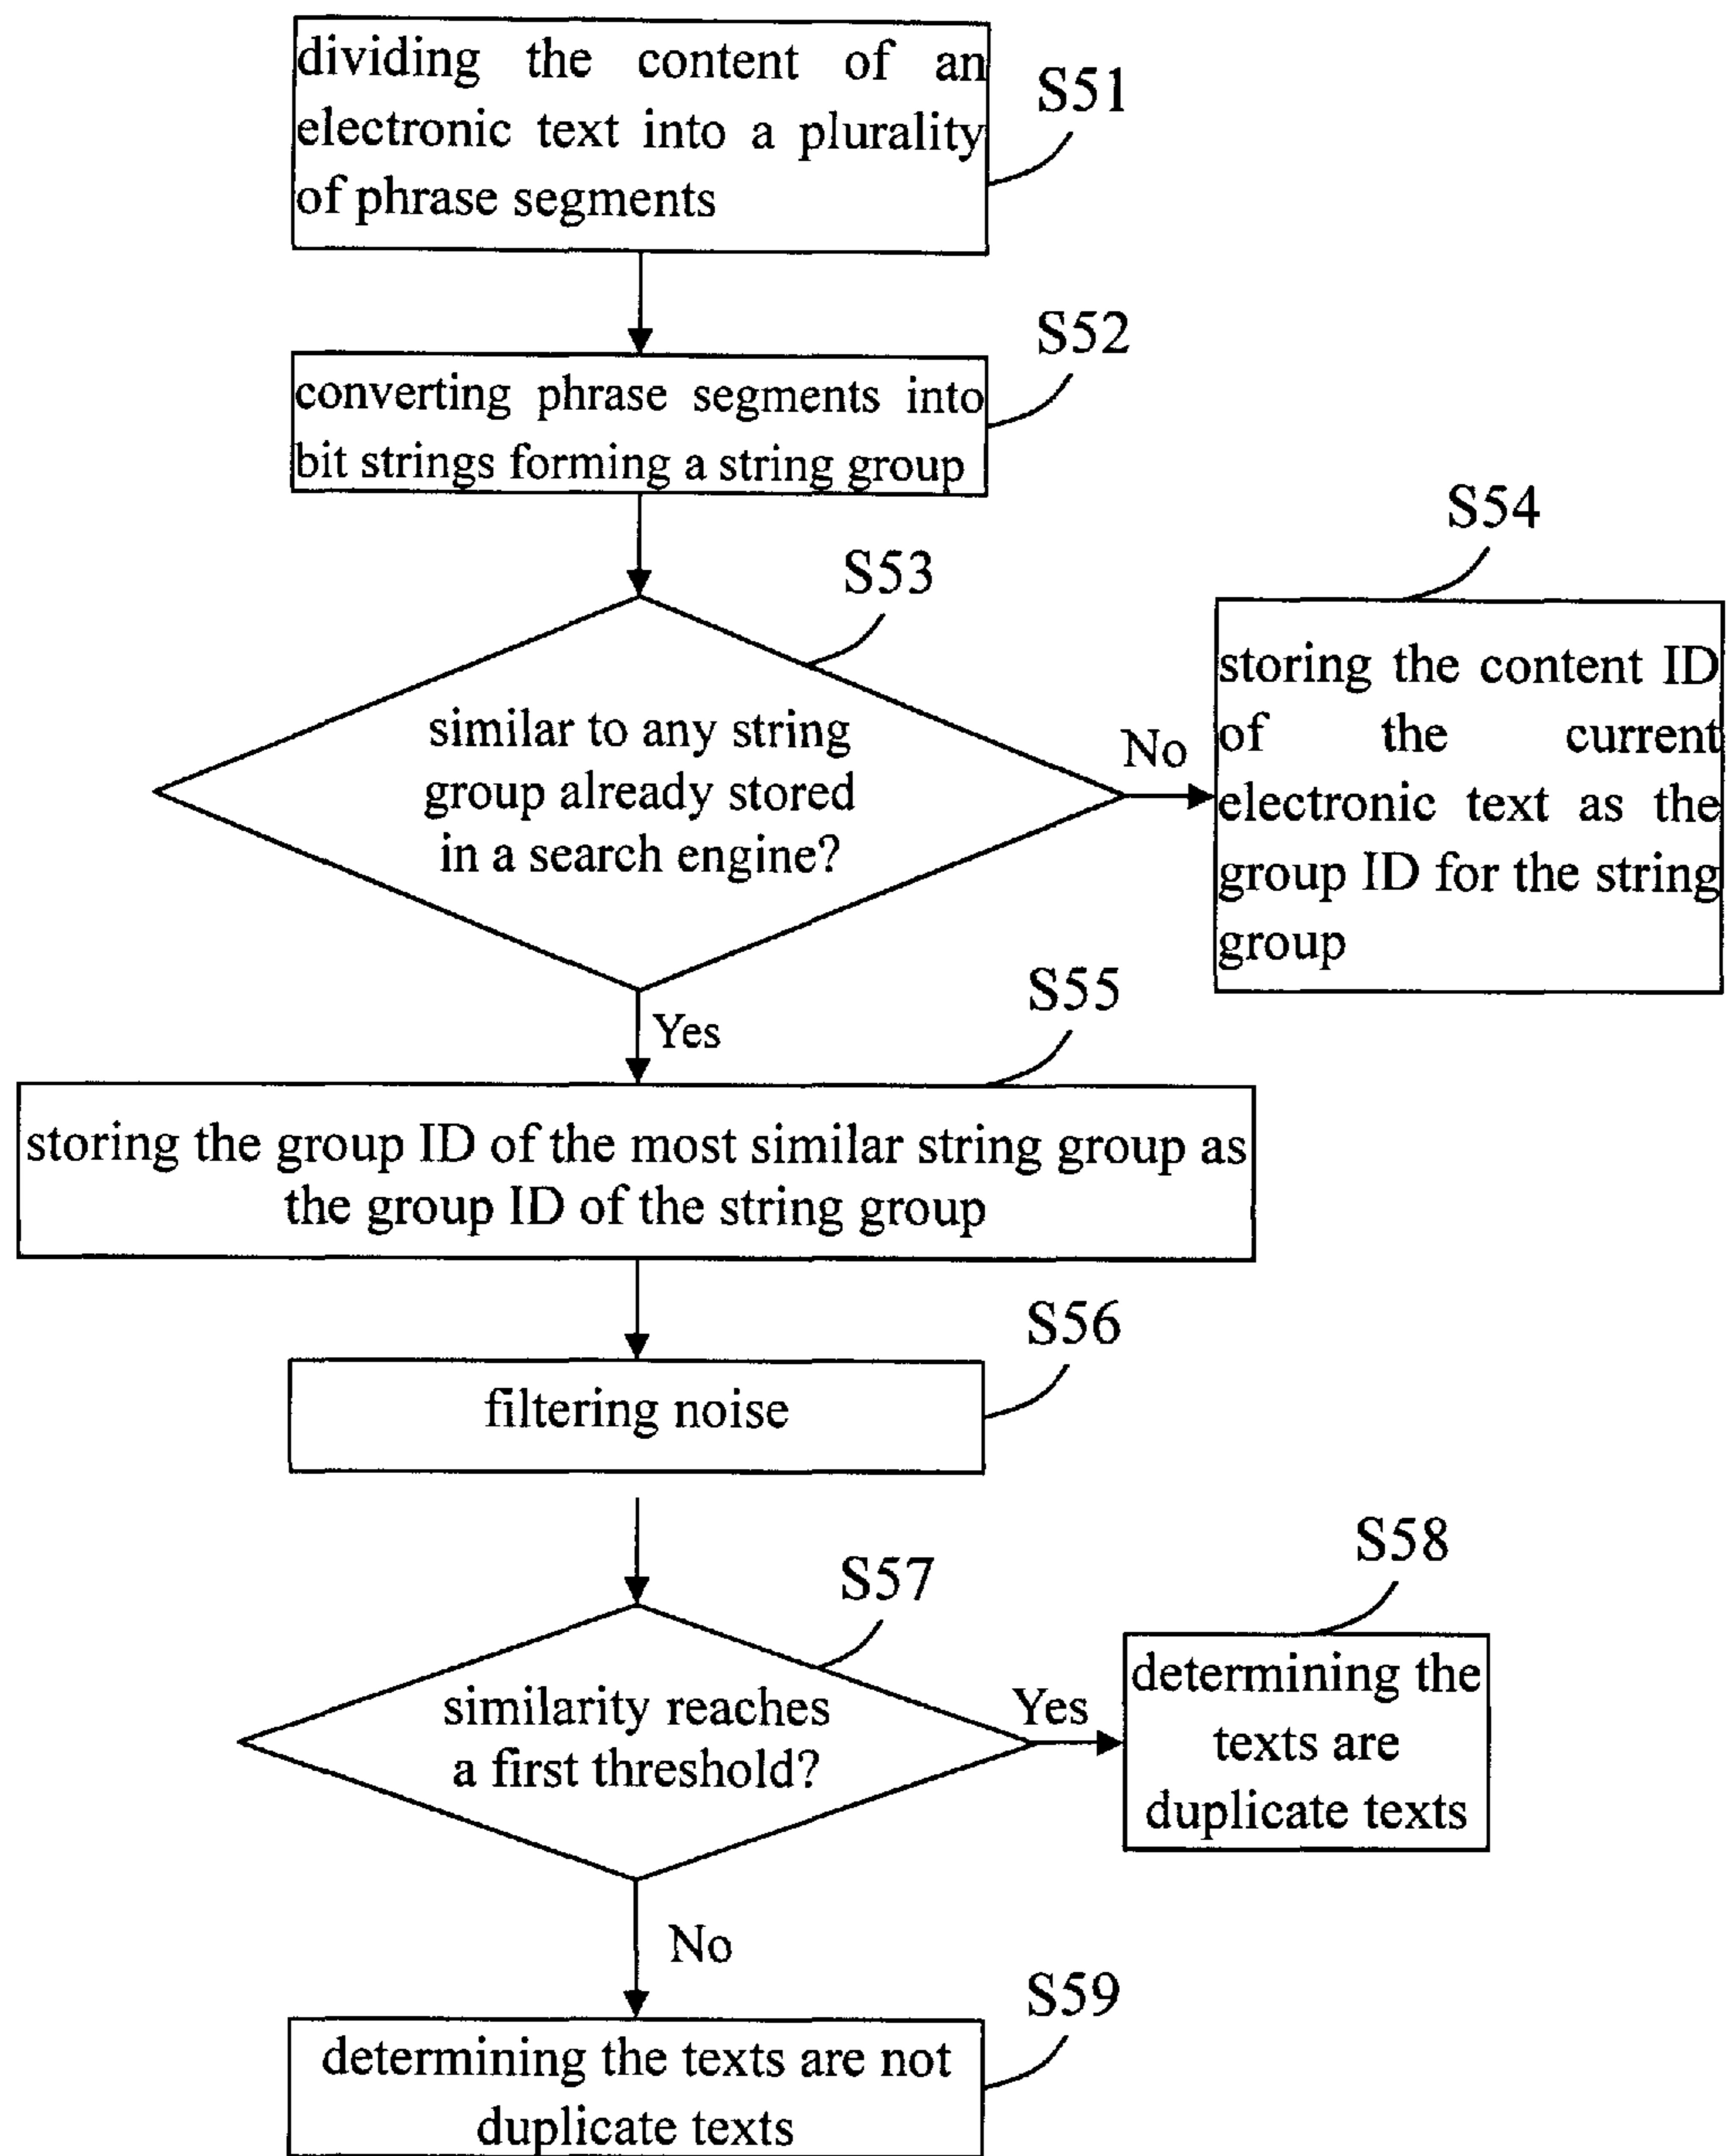 dividing the content of an
electronic text into a plurality
of phrase segments
S51
converting phrase segments into
bit strings forming a string group
S52
similar to any string
group already stored
in a search engine?
S53
No
storing the content ID
of the current
electronic text as the
group ID for the string
group
S54
Yes
storing the group ID of the most similar string group as
the group ID of the string group
S55
filtering noise
S56
similarity reaches
a first threshold?
S57
Yes
determining the
texts are
duplicate texts
S58
No
determining the texts are not
duplicate texts
S59